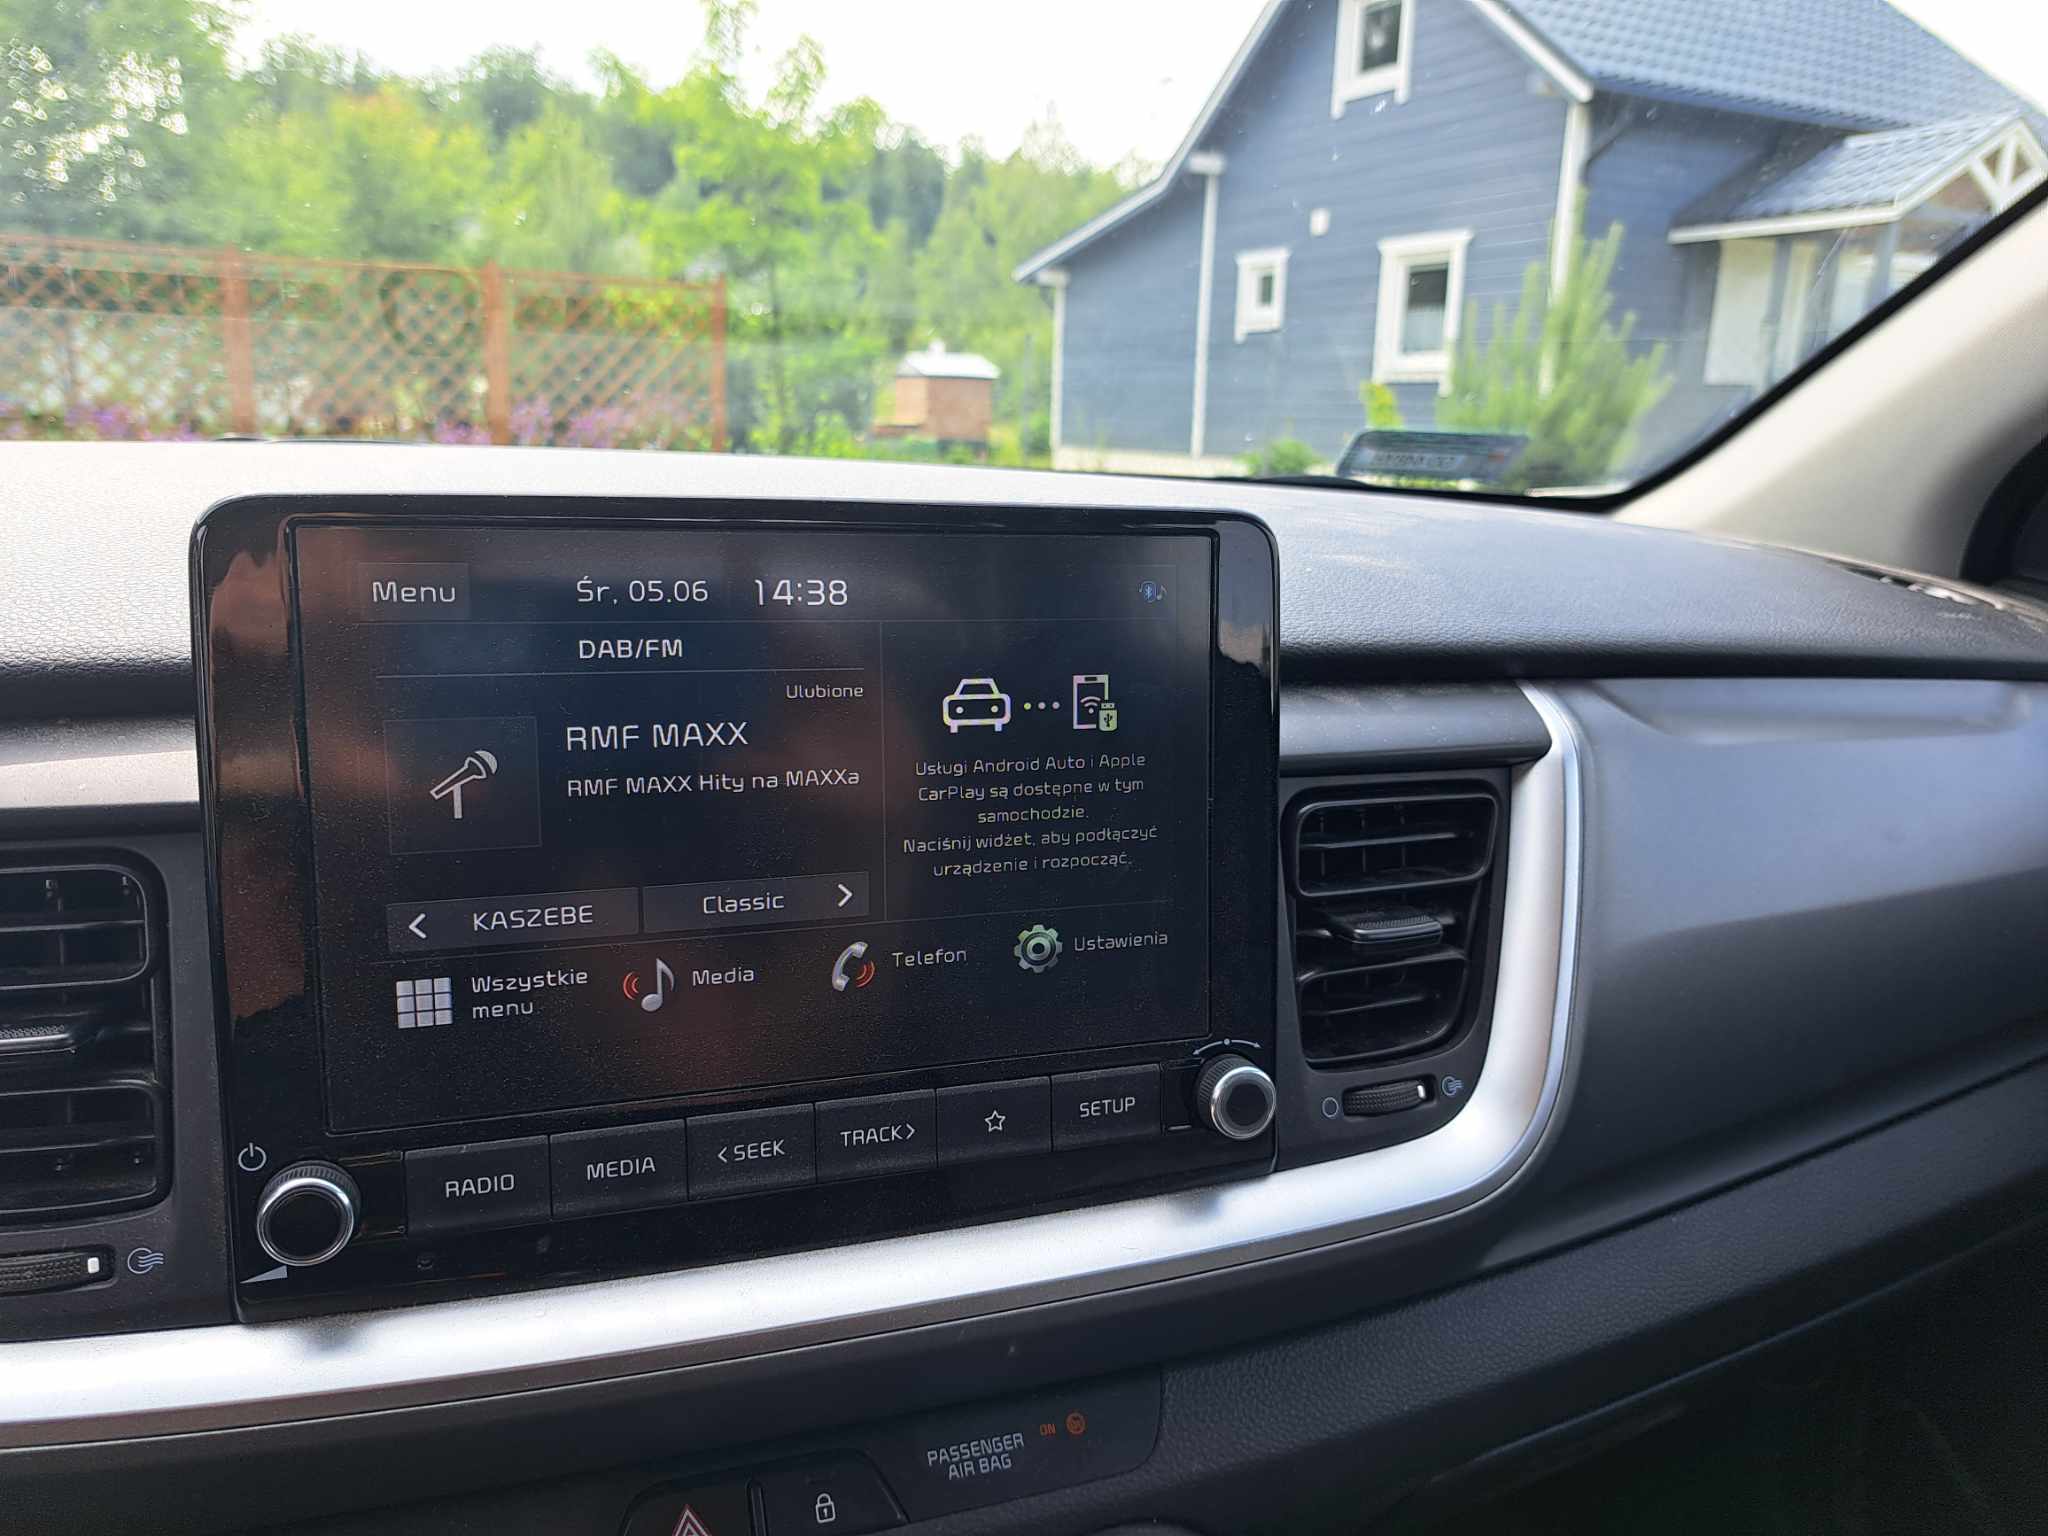 Menu Śr, 05.06 14:38
DAB/FM
Ulubione
RMF MAXX
RMF MAXX Hity na MAXXa
KASZEBE
Classic
Usługi Android Auto i Apple
CarPlay są dostępne w tym
samochodzie.
Naciśnij widżet, aby podłączyć
urządzenie i rozpocząć.
Wszystkie
menu
Media
Telefon
Ustawienia
RADIO
MEDIA
<SEEK
TRACK>
SETUP
PASSENGER
AIR BAG
ON